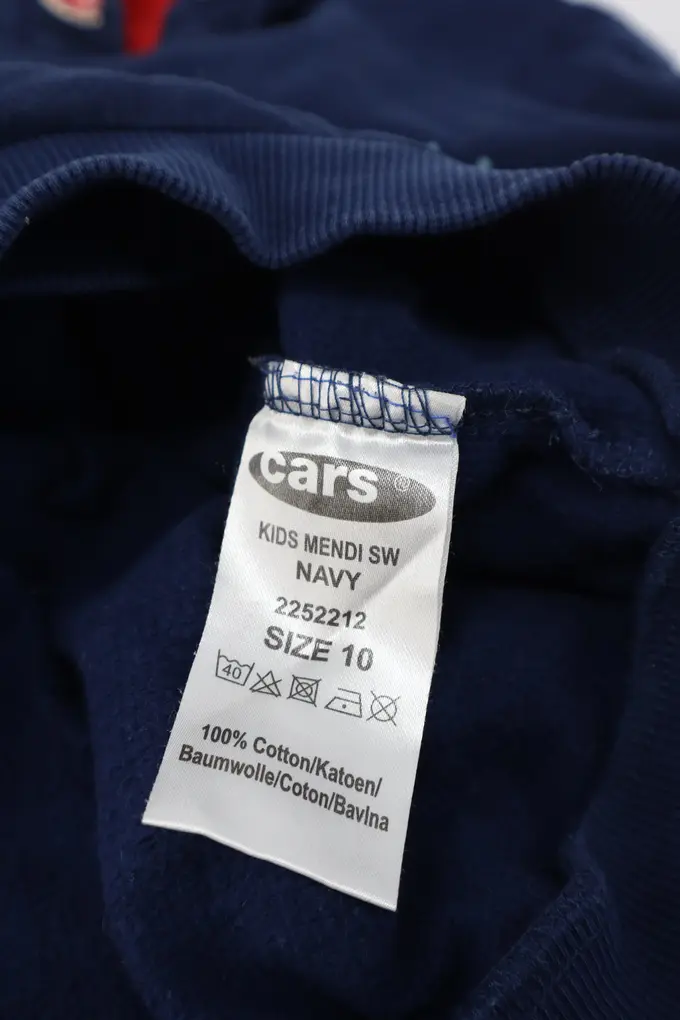 cars®
KIDS MENDI SW
NAVY
2252212
SIZE 10
40
100% Cotton/Katoen/
Baumwolle/Coton/Bavlna